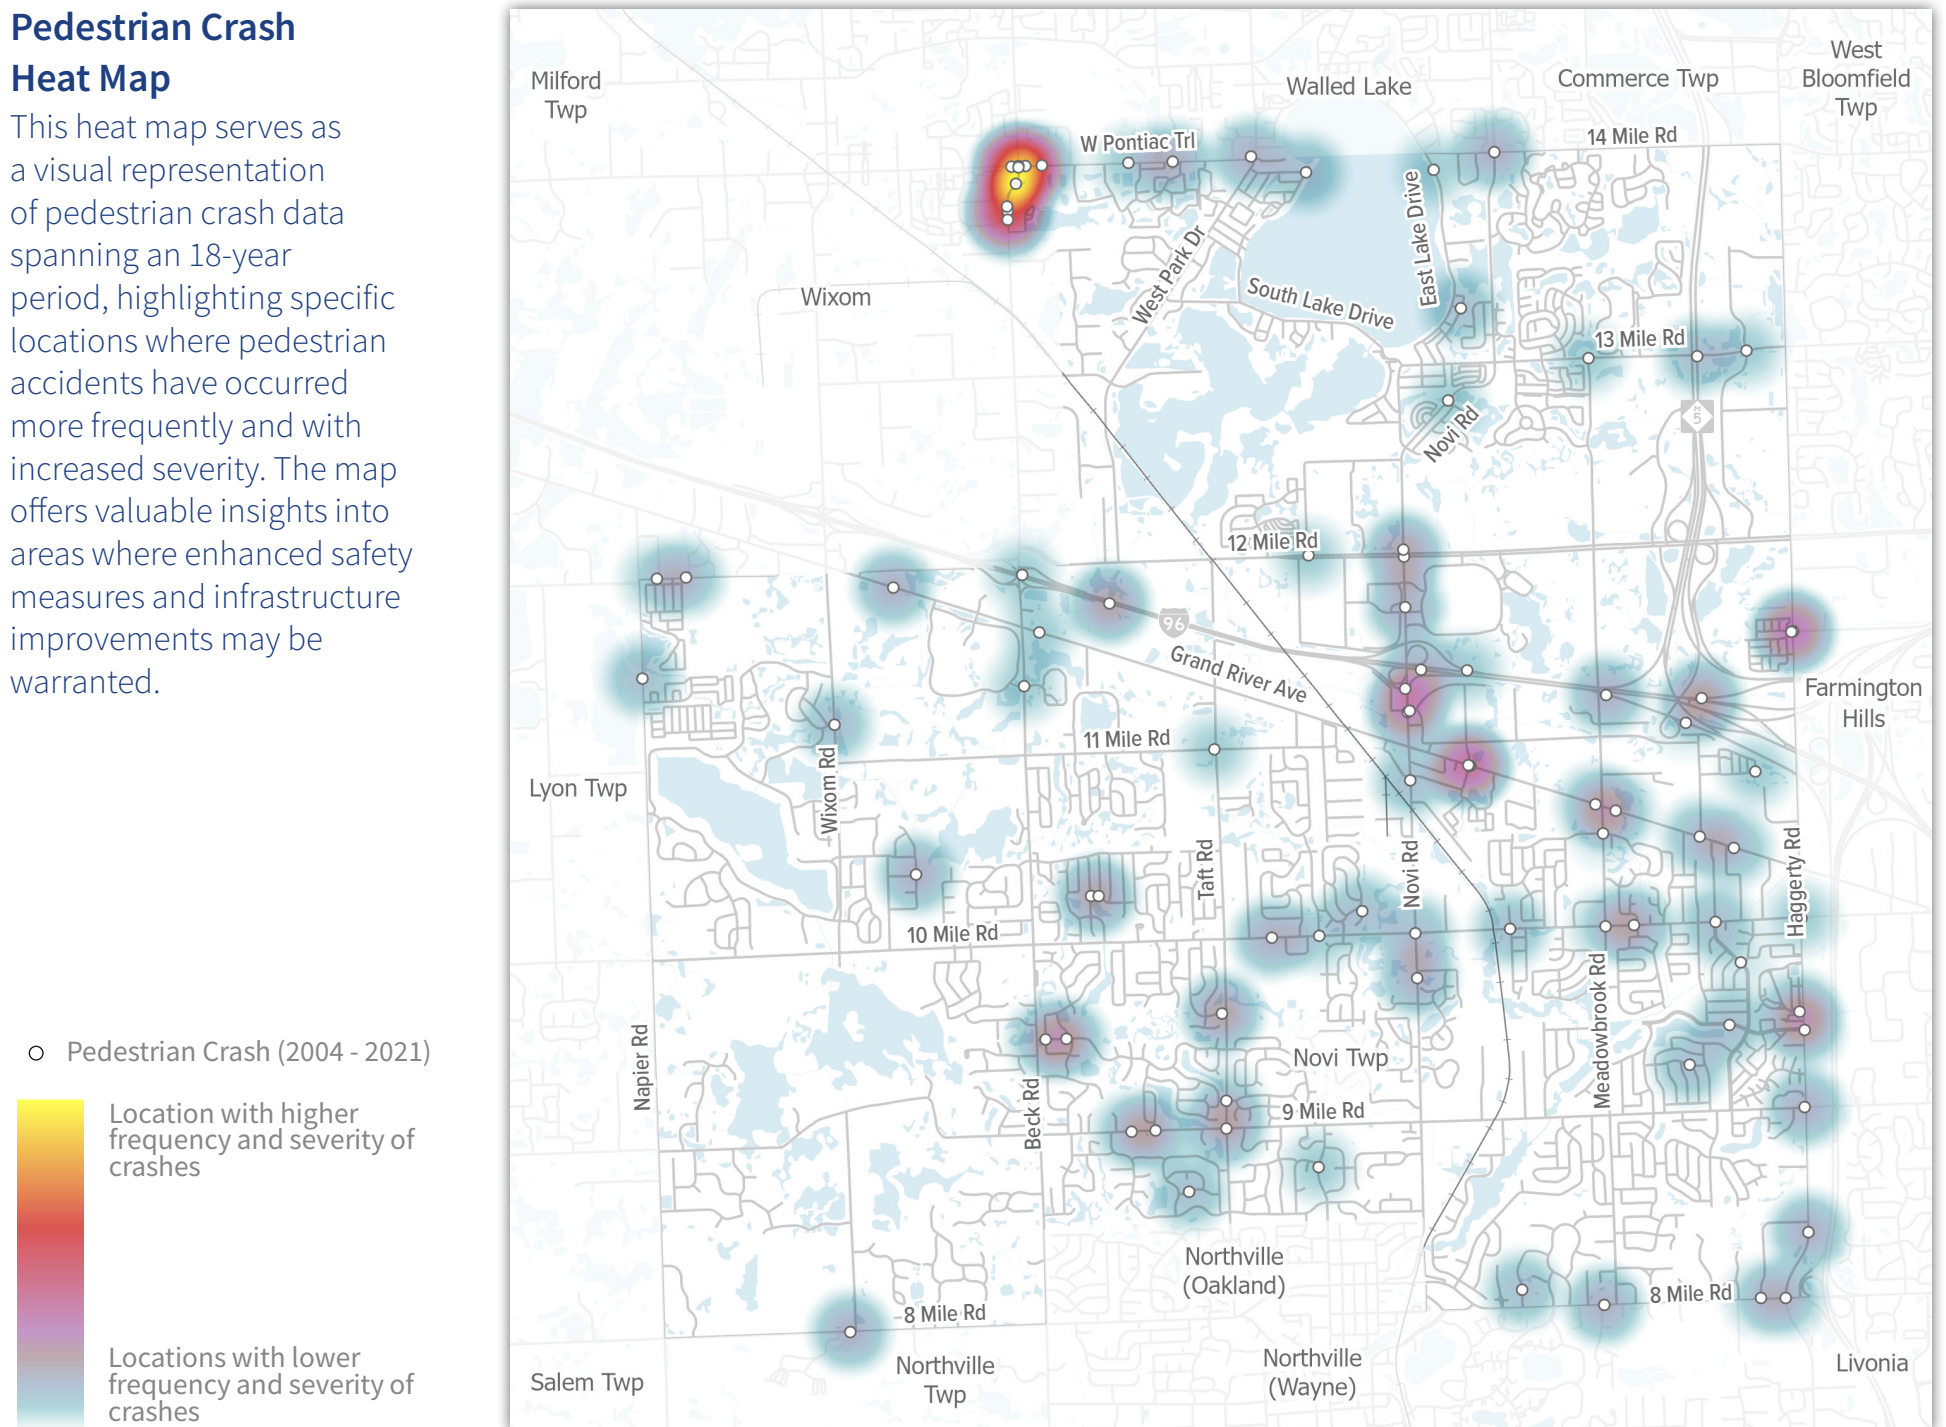 Pedestrian Crash
Heat Map
This heat map serves as
a visual representation
of pedestrian crash data
spanning an 18-year
period, highlighting specific
locations where pedestrian
accidents have occurred
more frequently and with
increased severity. The map
offers valuable insights into
areas where enhanced safety
measures and infrastructure
improvements may be
warranted.
Pedestrian Crash (2004 - 2021)
Location with higher
frequency and severity of
crashes
Locations with lower
frequency and severity of
crashes
West
Bloomfield
Twp
Milford
Twp
Walled Lake
Commerce Twp
W Pontiac Trl
14 Mile Rd
East Lake Drive
West Park Dr
Wixom
South Lake Drive
13 Mile Rd
M
5
Novi Rd
12 Mile Rd
96
Grand River Ave
Farmington
Hills
11 Mile Rd
Lyon Twp
Wixom Rd
Taft Rd
Novi Rd
Haggerty Rd
10 Mile Rd
Meadowbrook Rd
Napier Rd
Novi Twp
Beck Rd
9 Mile Rd
Northville
(Oakland)
8 Mile Rd
8 Mile Rd
Salem Twp
Northville
Twp
Northville
(Wayne)
Livonia